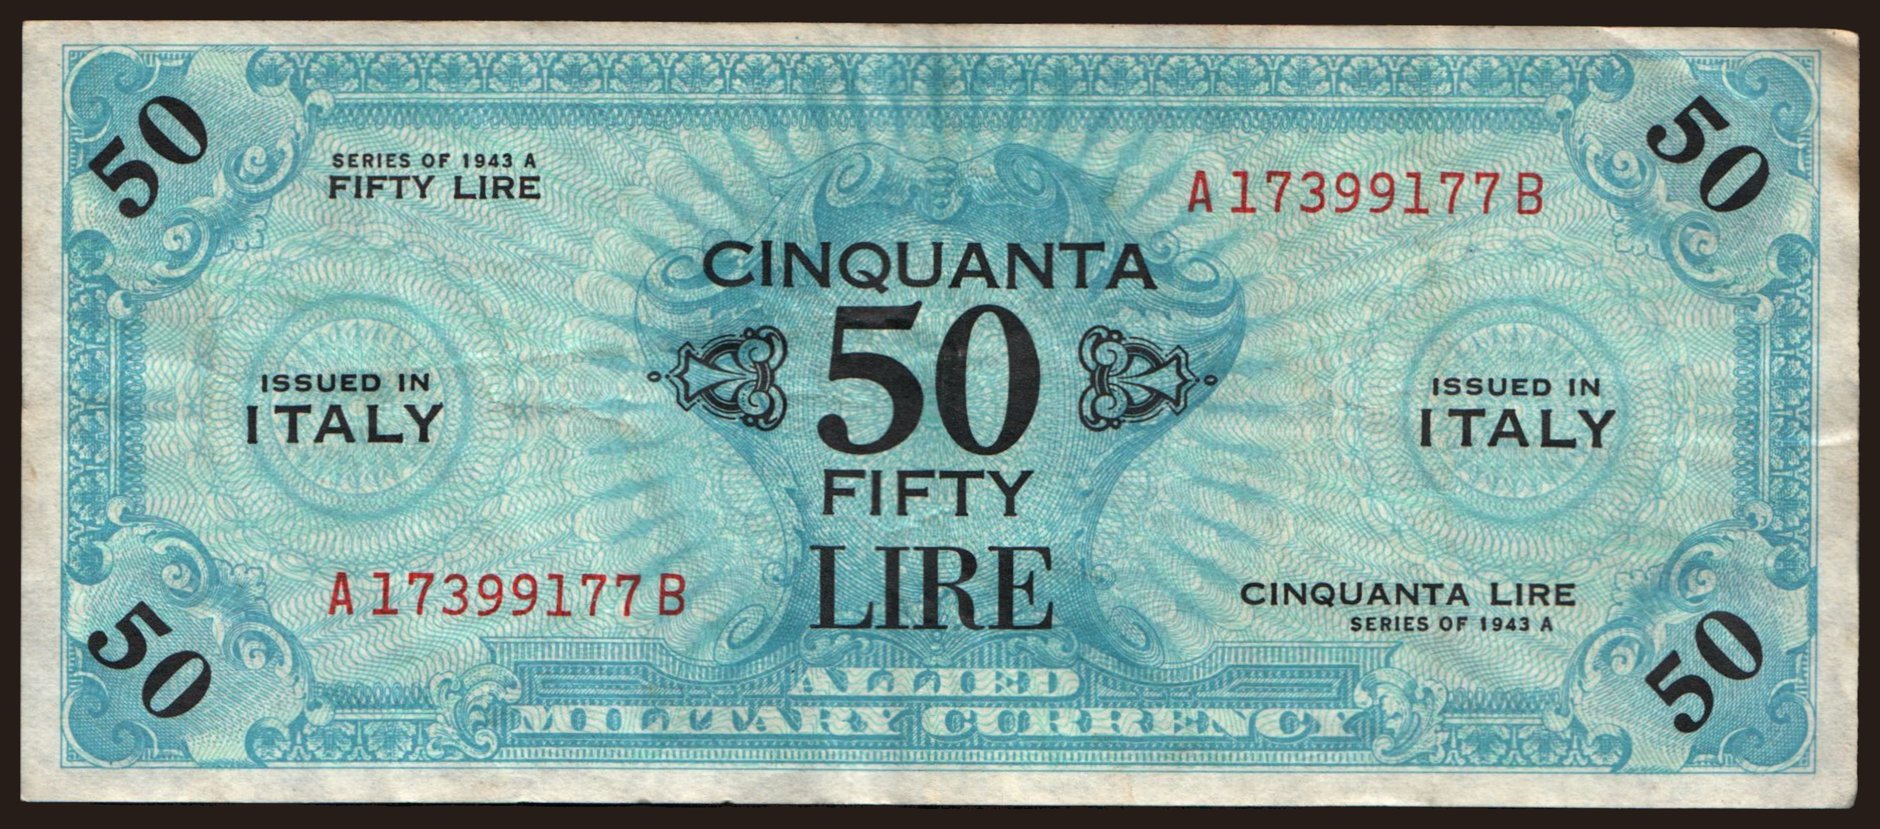 50
50
SERIES OF 1943 A
FIFTY LIRE
A17399177B
CINQUANTA
50
FIFTY
LIRE
ISSUED IN
ITALY
ISSUED IN
ITALY
A17399177B
CINQUANTA LIRE
SERIES OF 1943 A
50
50
ALLIED
MILITARY CURRENCY